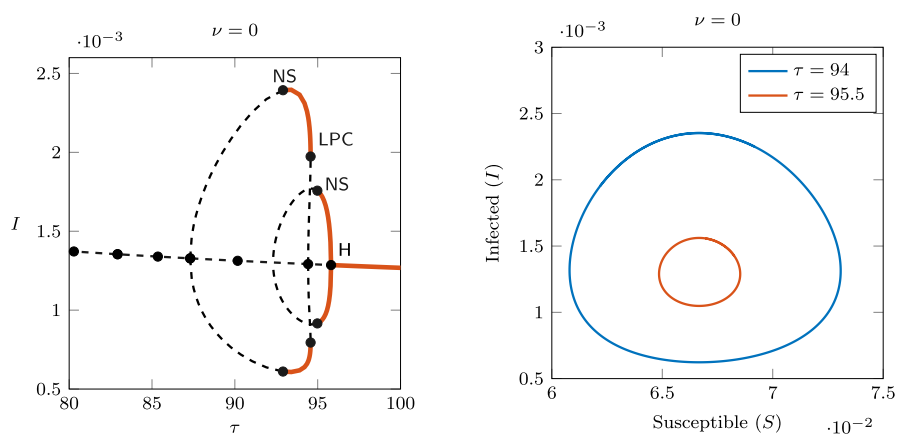 ν = 0
·10⁻³
2.5
2
1.5
1
0.5
I
80
85
90
95
100
τ
NS
LPC
NS
H
ν = 0
·10⁻³
3
2.5
2
1.5
1
0.5
Infected (I)
6
6.5
7
7.5
Susceptible (S)
·10⁻²
τ = 94
τ = 95.5